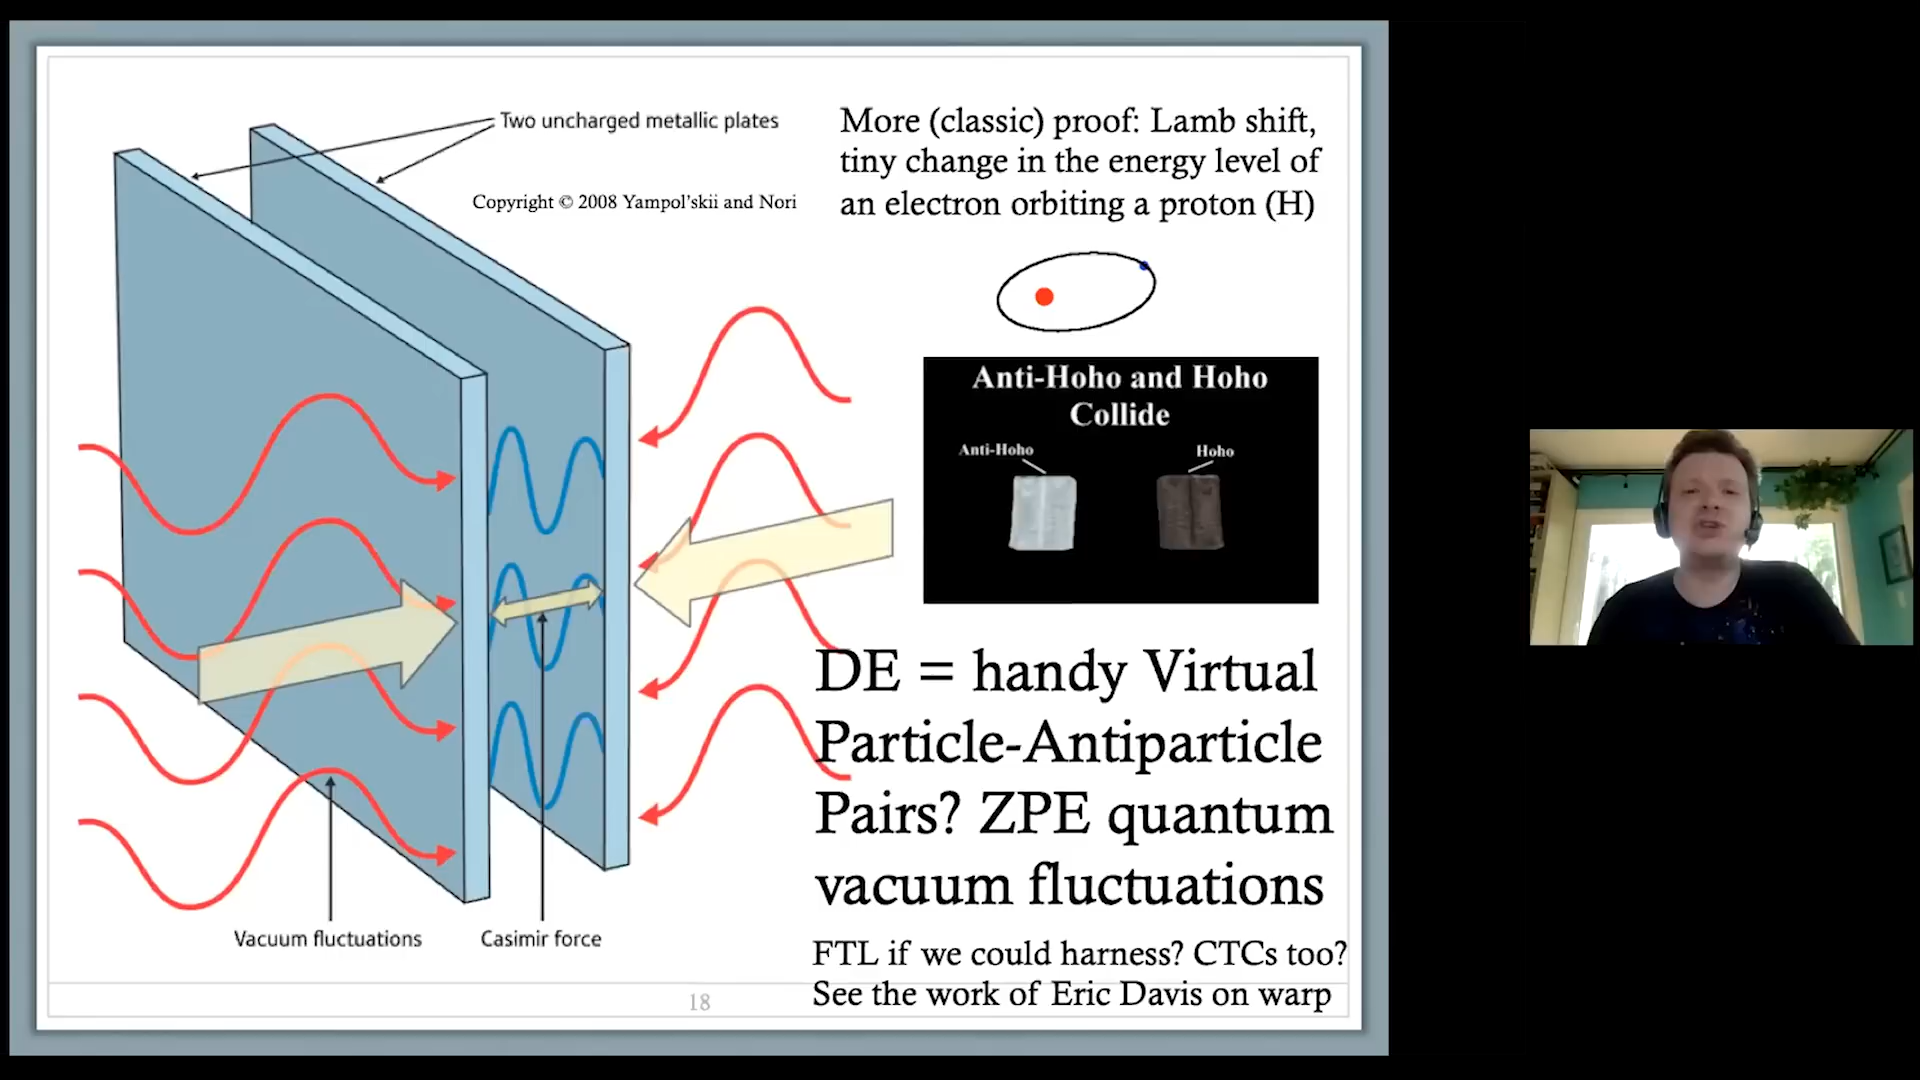 Two uncharged metallic plates
Copyright © 2008 Yampol'skii and Nori
More (classic) proof: Lamb shift,
tiny change in the energy level of
an electron orbiting a proton (H)
Anti-Hoho and Hoho
Collide
Anti-Hoho
Hoho
DE = handy Virtual
Particle-Antiparticle
Pairs? ZPE quantum
vacuum fluctuations
Vacuum fluctuations
Casimir force
FTL if we could harness? CTCs too?
See the work of Eric Davis on warp
18